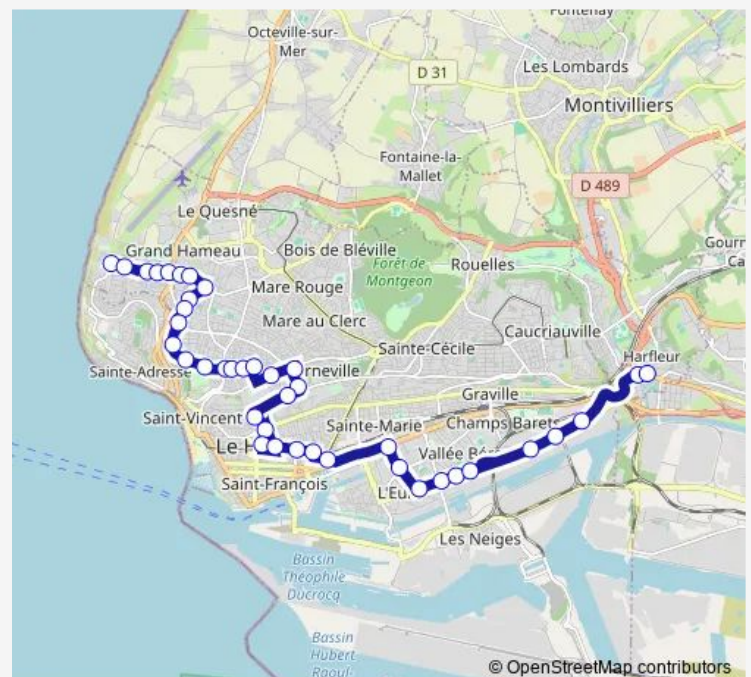 Fontenay
Octeville-sur-
Mer
D 31
Les Lombards
Montivilliers
Fontaine-la-
Mallet
D 489
Le Quesné
Grand Hameau
Bois de Bléville
Forêt de
Montgeon
Rouelles
Gourn
Ca
Mare Rouge
Mare au Clerc
Caucriauville
Sainte-Cécile
Harfleur
Sainte-Adresse
erneville
Graville
Saint-Vincent
Sainte-Marie
Champs Barets
Le H
Vallée Bé
Saint-François
L'Eu
Les Neiges
Bassin
Théophile
Ducrocq
Bassin
Hubert
Raoul-
© OpenStreetMap contributors